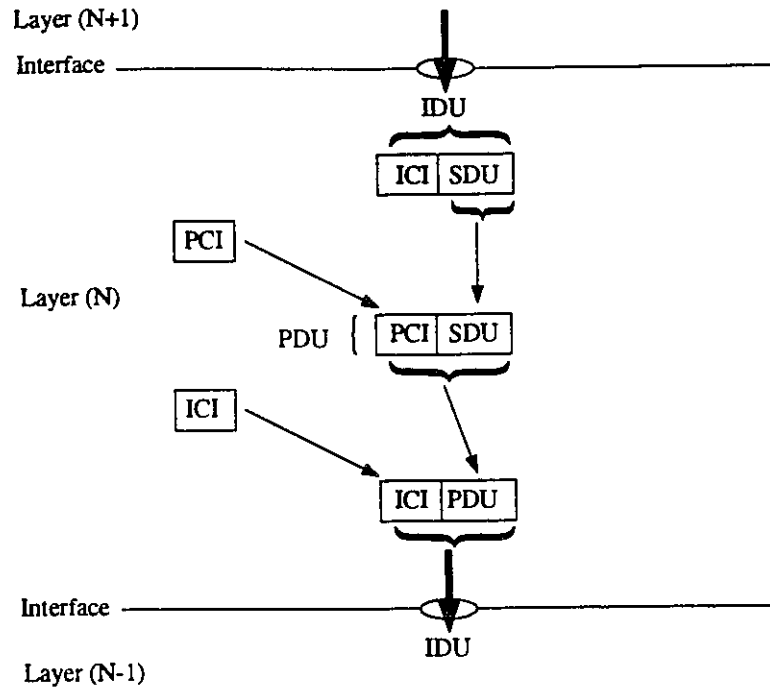 Layer (N+1)
Interface
IDU
ICI SDU
PCI
Layer (N)
PDU { PCI SDU
ICI
ICI PDU
Interface
IDU
Layer (N-1)